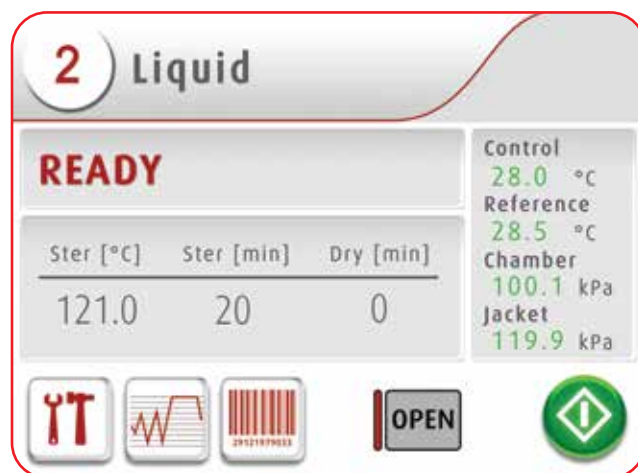 2 Liquid
READY
Ster [°C] Ster [min] Dry [min]
121.0 20 0
Control
28.0 °C
Reference
28.5 °C
Chamber
100.1 kPa
Jacket
119.9 kPa
29121979033
OPEN